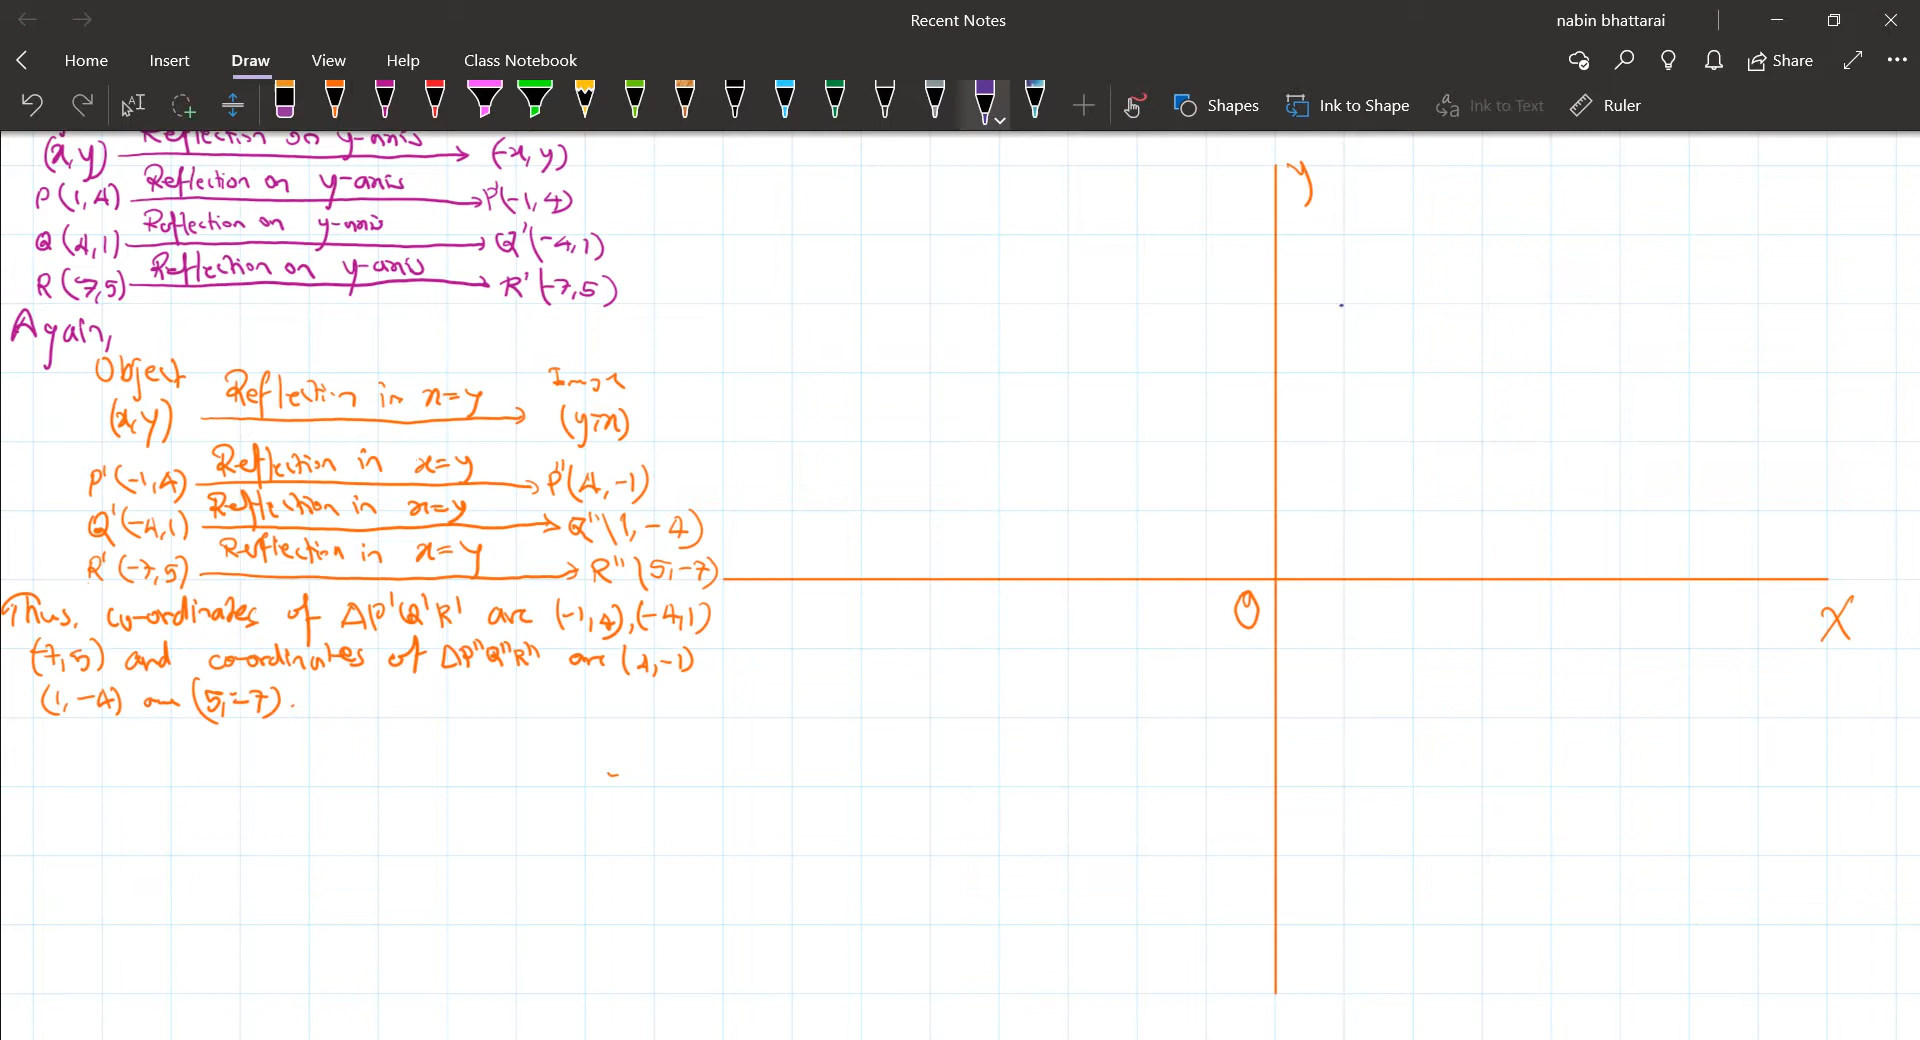 Recent Notes
nabin bhattarai
Home Insert Draw View Help Class Notebook
Share
Shapes Ink to Shape Ink to Text Ruler
(x,y) Reflection on y-axis (-x, y)
P(1,4) Reflection on y-axis P'(-1,4)
Q(4,1) Reflection on y-axis Q'(-4,1)
R(7,5) Reflection on y-axis R'(-7,5)
Again,
Object Reflection in x=y
(x,y)
P'(-1,4) Reflection in x=y P''(4,-1)
Q'(-4,1) Reflection in x=y Q''(1,-4)
R'(-7,5) Reflection in x=y R''(5,-7)
Thus, co-ordinates of ΔP'Q'R' are (-1,4),(-4,1)
(-7,5) and coordinates of ΔP''Q''R'' are (4,-1)
(1,-4) (5,-7).
y
O
X